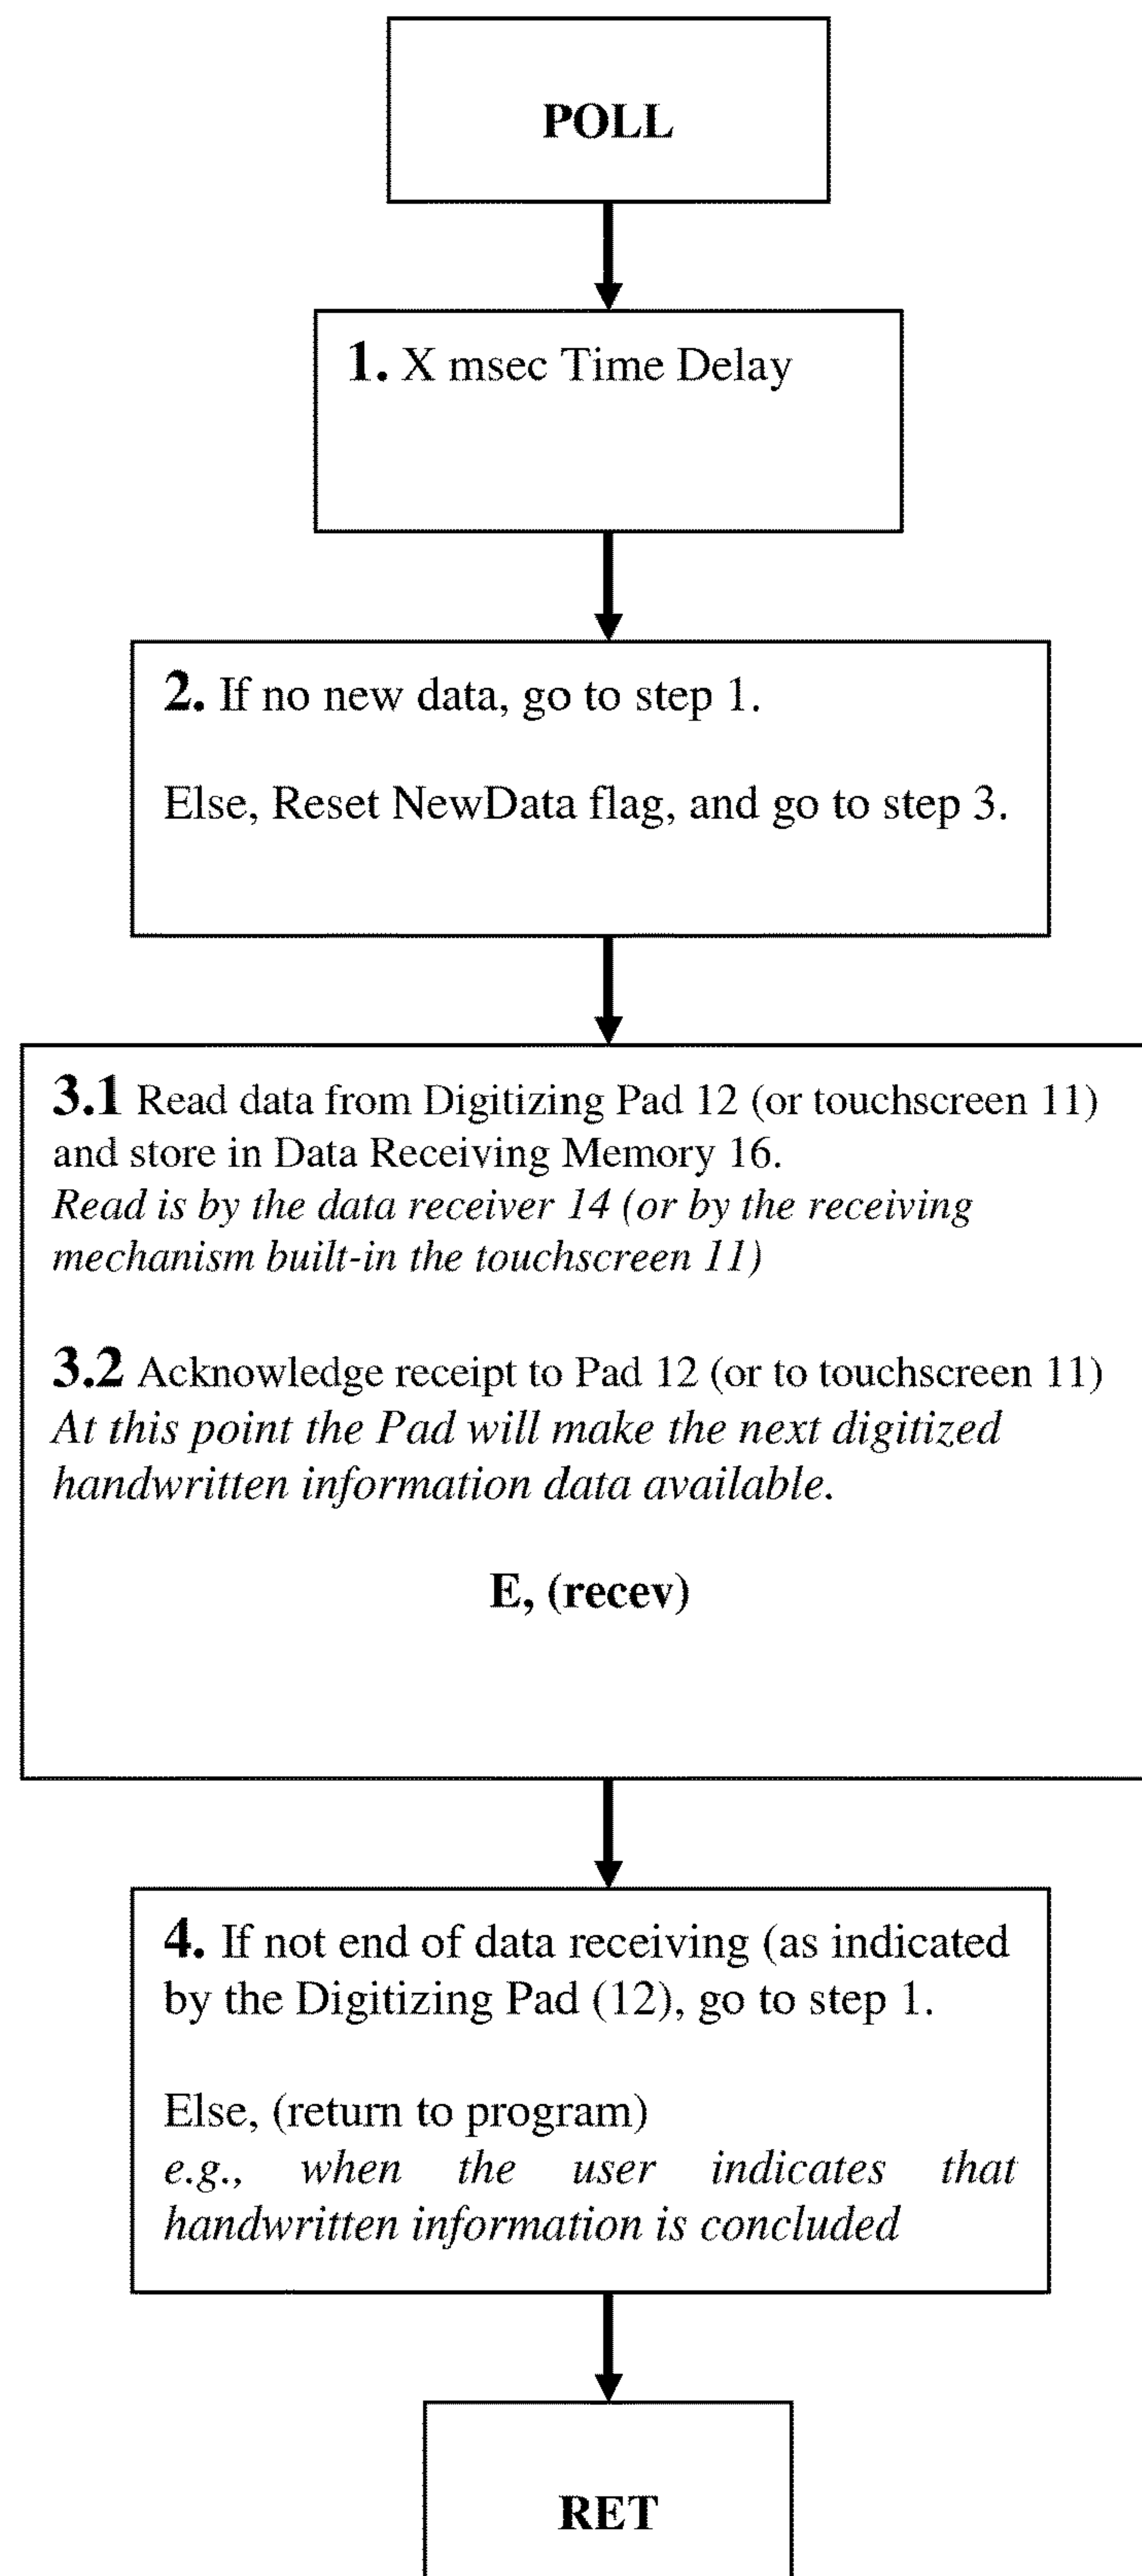 POLL
1. X msec Time Delay
2. If no new data, go to step 1.
Else, Reset NewData flag, and go to step 3.
3.1 Read data from Digitizing Pad 12 (or touchscreen 11)
and store in Data Receiving Memory 16.
Read is by the data receiver 14 (or by the receiving
mechanism built-in the touchscreen 11)
3.2 Acknowledge receipt to Pad 12 (or to touchscreen 11)
At this point the Pad will make the next digitized
handwritten information data available.
E, (recev)
4. If not end of data receiving (as indicated
by the Digitizing Pad (12), go to step 1.
Else, (return to program)
e.g., when the user indicates that
handwritten information is concluded
RET